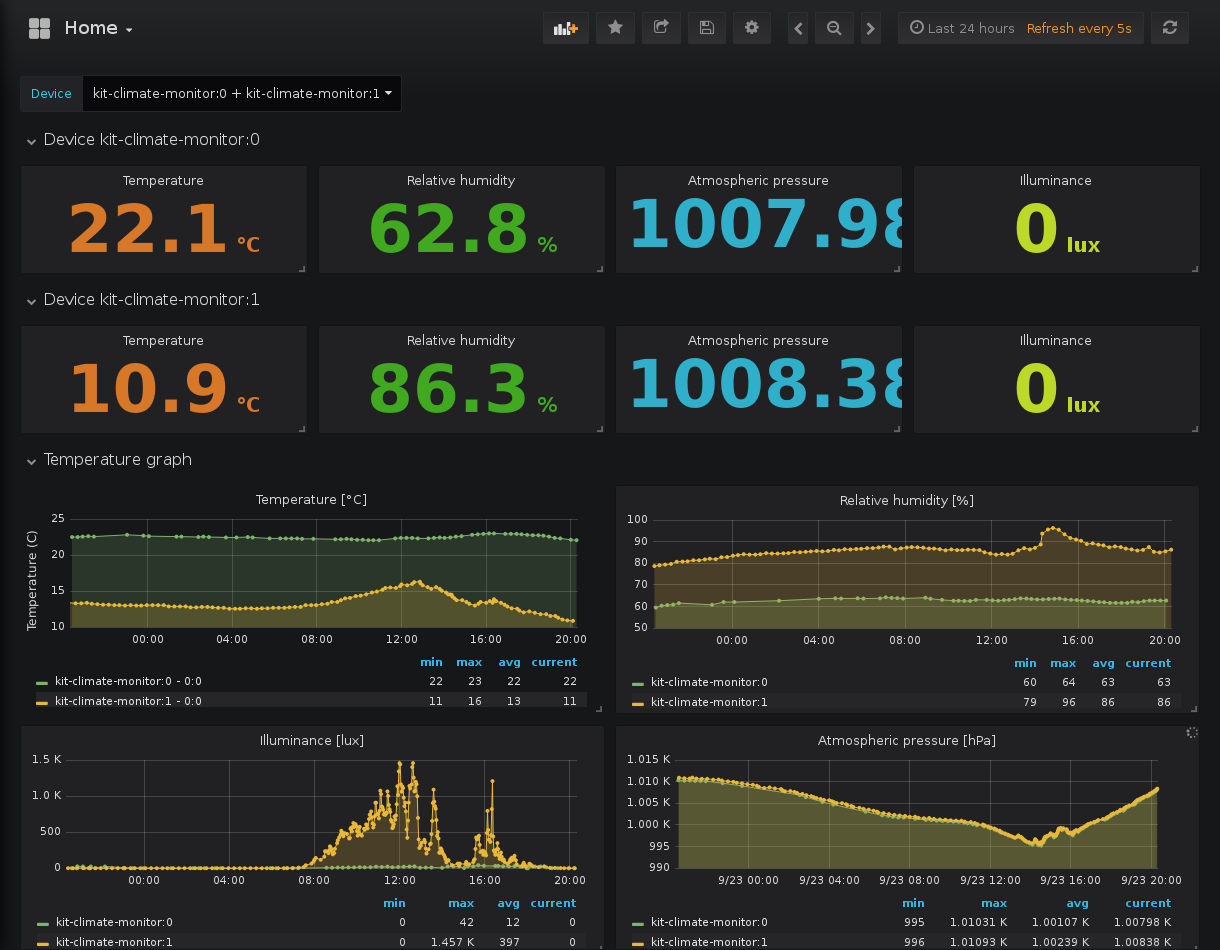 Home
Last 24 hours Refresh every 5s
Device kit-climate-monitor:0 + kit-climate-monitor:1
Device kit-climate-monitor:0
Temperature
22.1 °C
Relative humidity
62.8 %
Atmospheric pressure
1007.98
Illuminance
0 lux
Device kit-climate-monitor:1
Temperature
10.9 °C
Relative humidity
86.3 %
Atmospheric pressure
1008.38
Illuminance
0 lux
Temperature graph
Temperature [°C]
Temperature (C)
25
20
15
10
00:00 04:00 08:00 12:00 16:00 20:00
min max avg current
kit-climate-monitor:0 - 0:0 22 23 22 22
kit-climate-monitor:1 - 0:0 11 16 13 11
Relative humidity [%]
100
90
80
70
60
50
00:00 04:00 08:00 12:00 16:00 20:00
min max avg current
kit-climate-monitor:0 60 64 63 63
kit-climate-monitor:1 79 96 86 86
Illuminance [lux]
1.5 K
1.0 K
500
0
00:00 04:00 08:00 12:00 16:00 20:00
min max avg current
kit-climate-monitor:0 0 42 12 0
kit-climate-monitor:1 0 1.457 K 397 0
Atmospheric pressure [hPa]
1.015 K
1.010 K
1.005 K
1.000 K
995
990
9/23 00:00 9/23 04:00 9/23 08:00 9/23 12:00 9/23 16:00 9/23 20:00
min max avg current
kit-climate-monitor:0 995 1.01031 K 1.00107 K 1.00798 K
kit-climate-monitor:1 996 1.01093 K 1.00239 K 1.00838 K